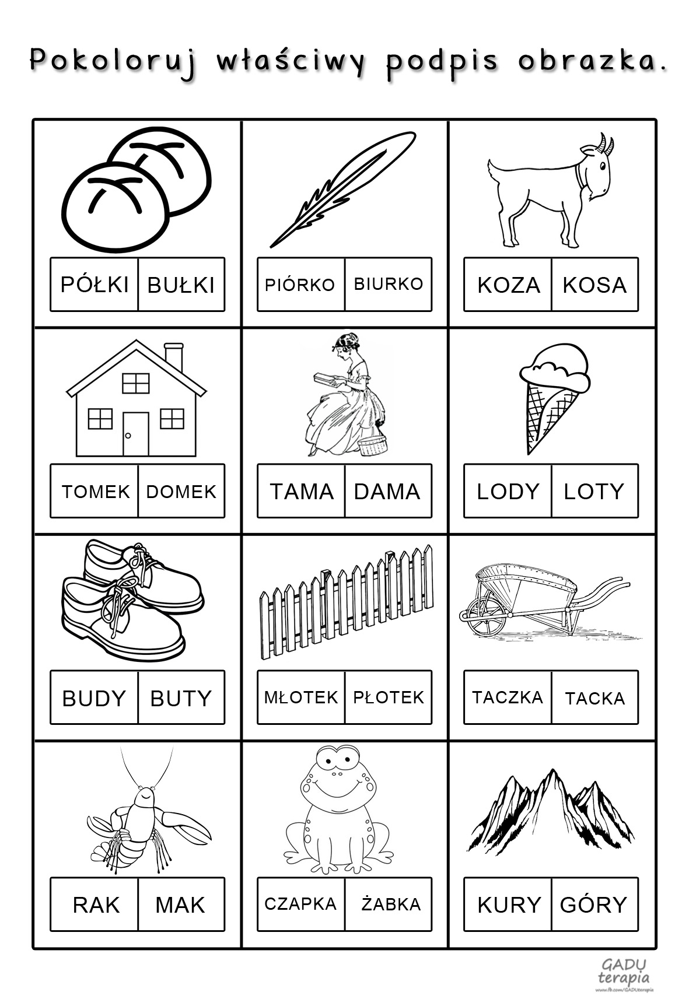 Pokoloruj właściwy podpis obrazka.
PÓŁKI BUŁKI
PIÓRKO BIURKO
KOZA KOSA
TOMEK DOMEK
TAMA DAMA
LODY LOTY
BUDY BUTY
MŁOTEK PŁOTEK
TACZKA TACKA
RAK MAK
CZAPKA ŻABKA
KURY GÓRY
GADU
terapia
www.fb.com/GADUterapia